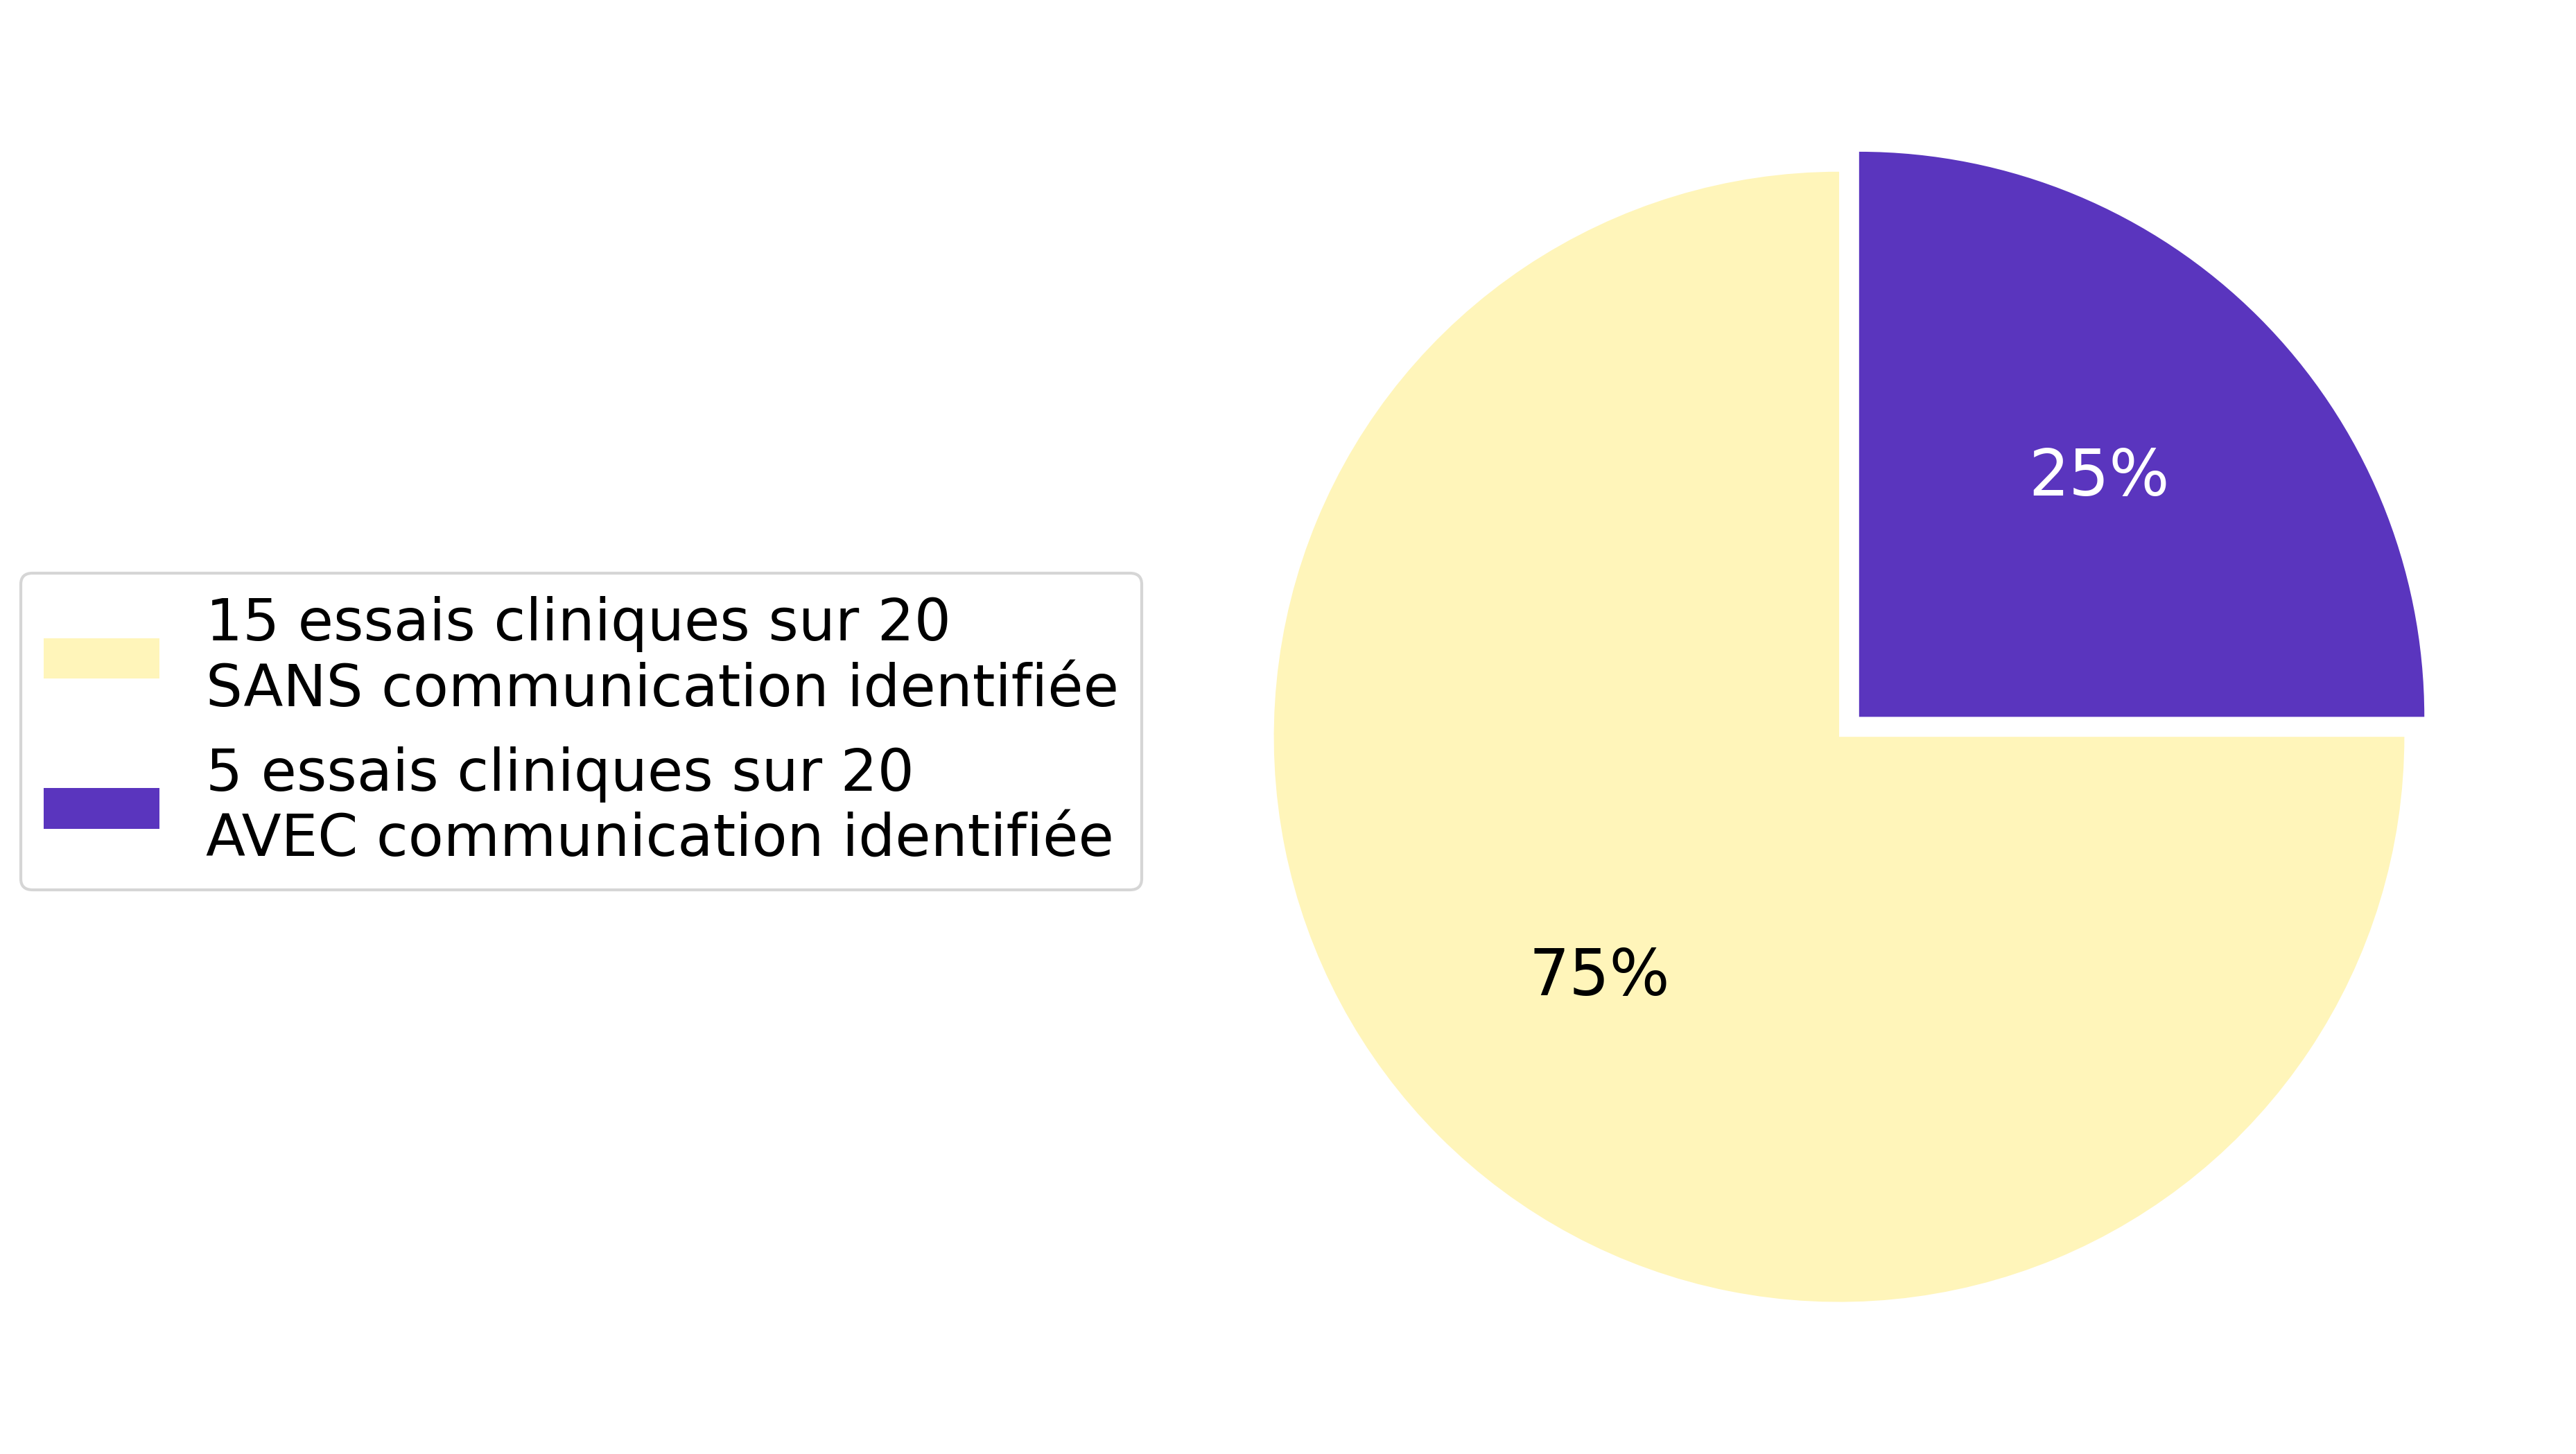 15 essais cliniques sur 20
SANS communication identifiée
5 essais cliniques sur 20
AVEC communication identifiée
25%
75%